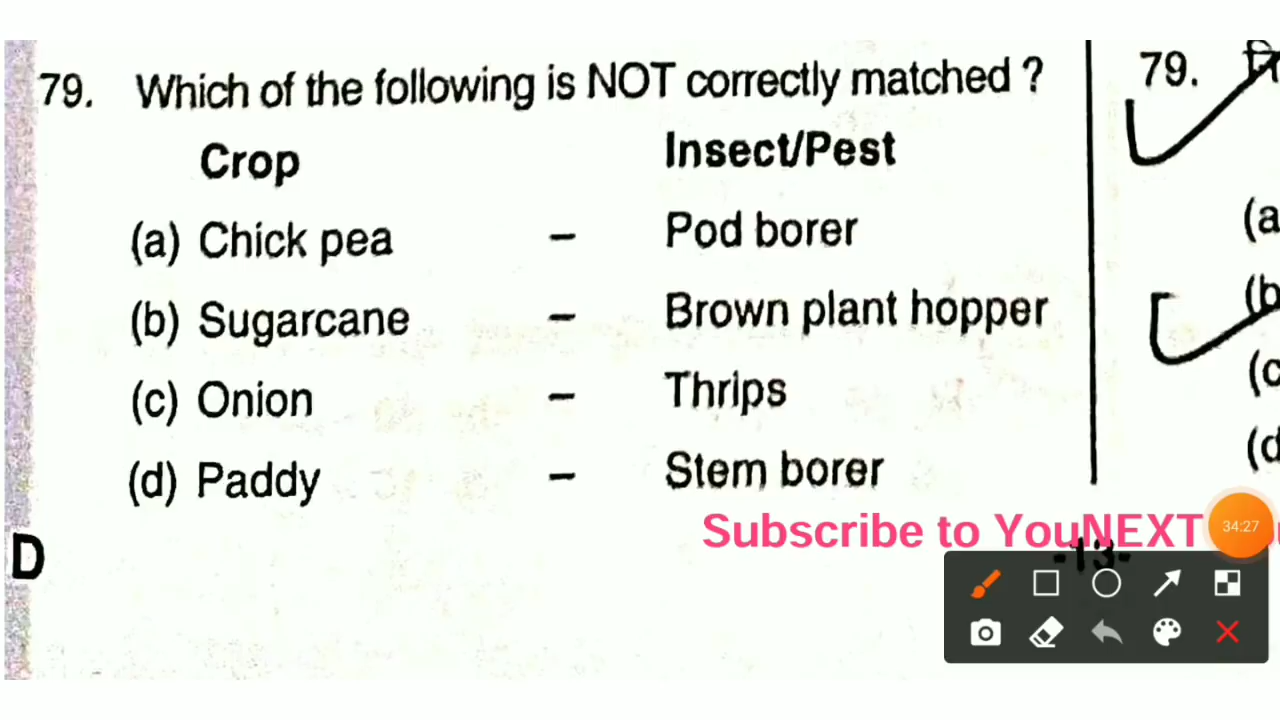 79. Which of the following is NOT correctly matched ?
Crop Insect/Pest
(a) Chick pea – Pod borer
(b) Sugarcane – Brown plant hopper
(c) Onion – Thrips
(d) Paddy – Stem borer
79.
(a
(b
(c
(d
Subscribe to YouNEXT
34:27
D
-13-